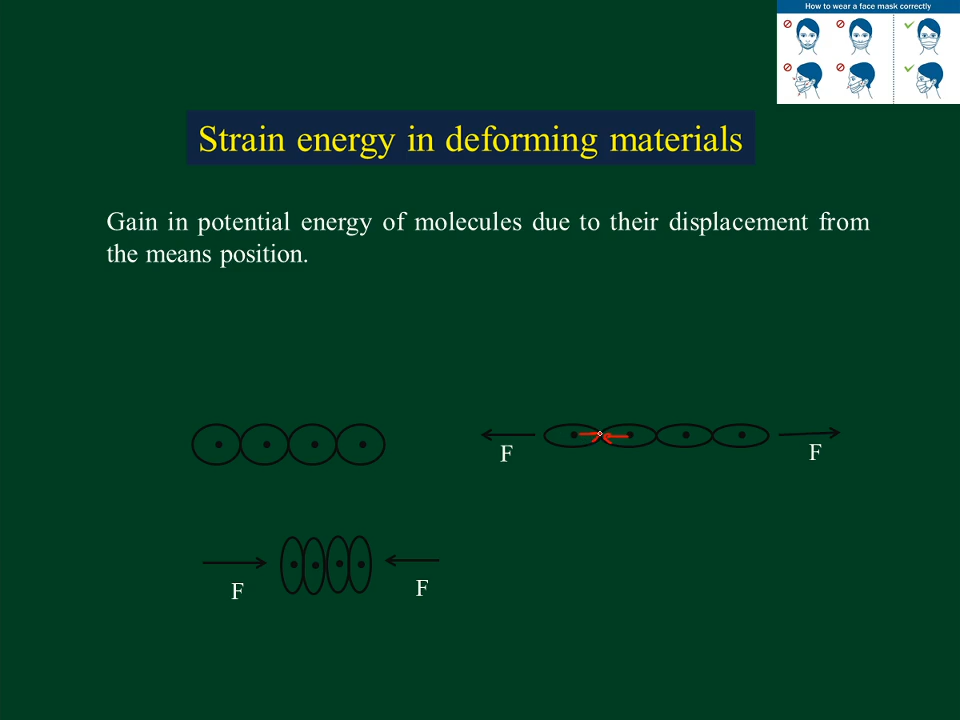 How to wear a face mask correctly
Strain energy in deforming materials
Gain in potential energy of molecules due to their displacement from
the means position.
F
F
F
F